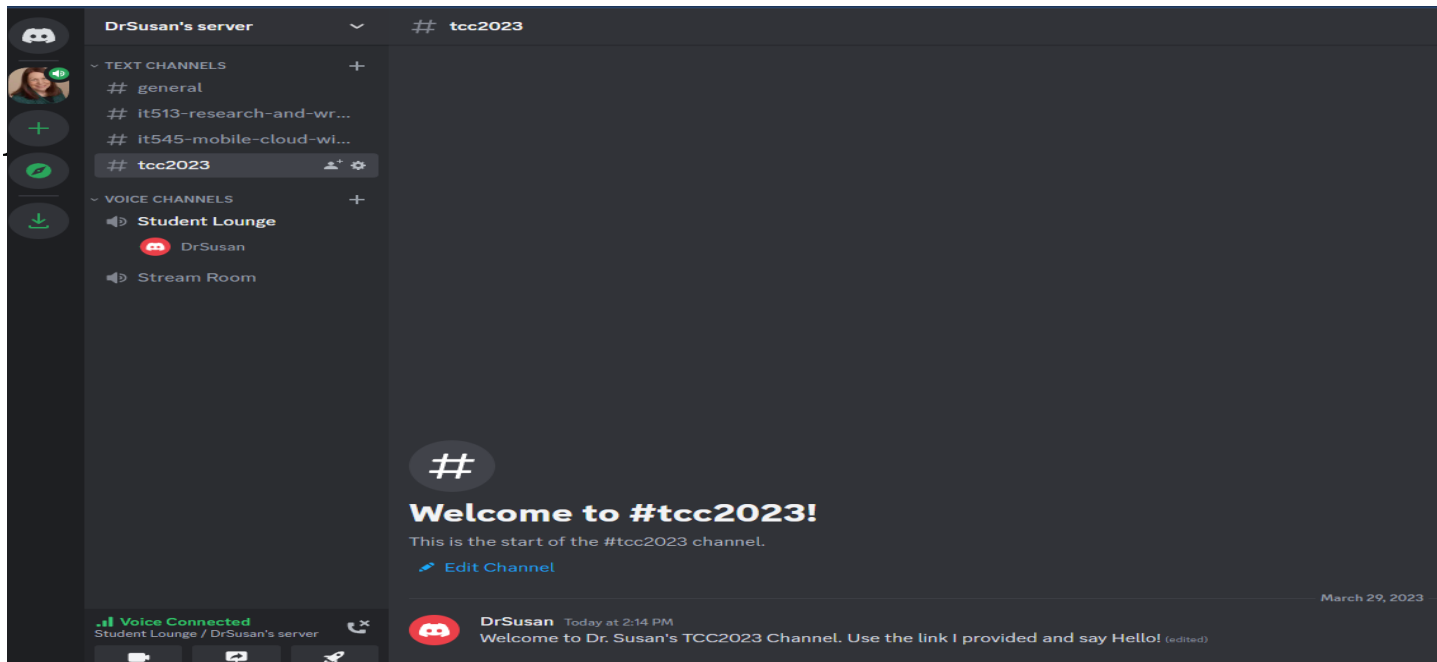 DrSusan's server
TEXT CHANNELS
# general
# it513-research-and-wr...
# it545-mobile-cloud-wi...
# tcc2023
VOICE CHANNELS
Student Lounge
DrSusan
Stream Room
Voice Connected
Student Lounge / DrSusan's server
# tcc2023
#
Welcome to #tcc2023!
This is the start of the #tcc2023 channel.
Edit Channel
March 29, 2023
DrSusan Today at 2:14 PM
Welcome to Dr. Susan's TCC2023 Channel. Use the link I provided and say Hello! (edited)